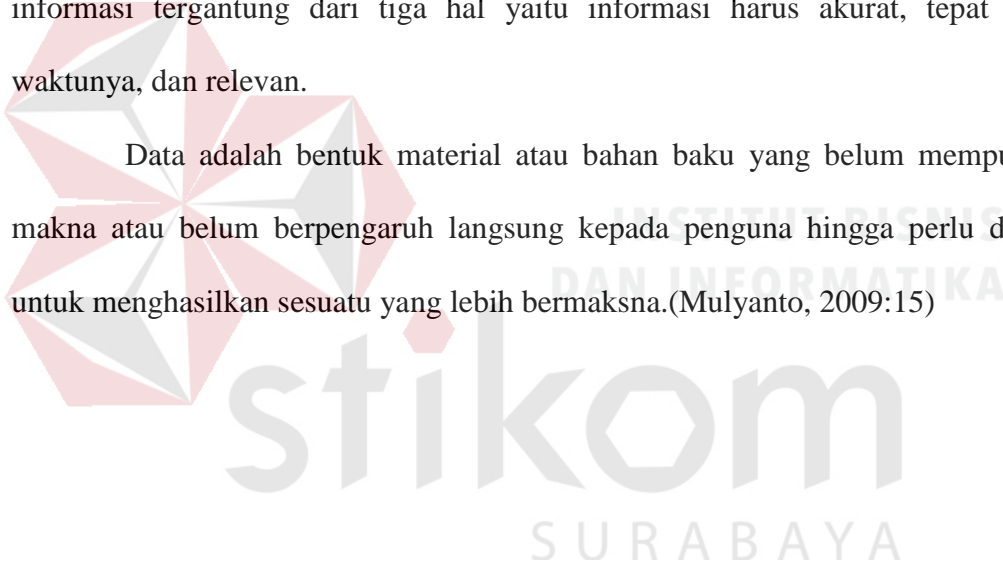 informasi tergantung dari tiga hal yaitu informasi harus akurat, tepat
waktunya, dan relevan.
Data adalah bentuk material atau bahan baku yang belum mempu
makna atau belum berpengaruh langsung kepada penguna hingga perlu d
untuk menghasilkan sesuatu yang lebih bermaksna.(Mulyanto, 2009:15)
INSTITUT BISNIS
DAN INFORMATIKA
stikom
SURABAYA